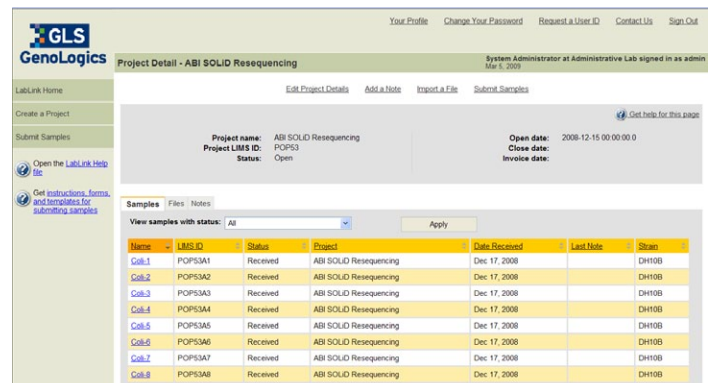 Your Profile Change Your Password Request a User ID Contact Us Sign Out
GLS
GenoLogics
Project Detail - ABI SOLiD Resequencing
System Administrator at Administrative Lab signed in as admin
Mar 5, 2009
LabLink Home
Create a Project
Submit Samples
Open the LabLink Help
file
Get instructions, forms,
and templates for
submitting samples
Edit Project Details Add a Note Import a File Submit Samples
Get help for this page
Project name: ABI SOLiD Resequencing Open date: 2008-12-15 00:00:00.0
Project LIMS ID: POP53 Close date:
Status: Open Invoice date:
Samples Files Notes
View samples with status: All Apply
Name LIMS ID Status Project Date Received Last Note Strain
Coli-1 POP53A1 Received ABI SOLiD Resequencing Dec 17, 2008 DH10B
Coli-2 POP53A2 Received ABI SOLiD Resequencing Dec 17, 2008 DH10B
Coli-3 POP53A3 Received ABI SOLiD Resequencing Dec 17, 2008 DH10B
Coli-4 POP53A4 Received ABI SOLiD Resequencing Dec 17, 2008 DH10B
Coli-5 POP53A5 Received ABI SOLiD Resequencing Dec 17, 2008 DH10B
Coli-6 POP53A6 Received ABI SOLiD Resequencing Dec 17, 2008 DH10B
Coli-7 POP53A7 Received ABI SOLiD Resequencing Dec 17, 2008 DH10B
Coli-8 POP53A8 Received ABI SOLiD Resequencing Dec 17, 2008 DH10B